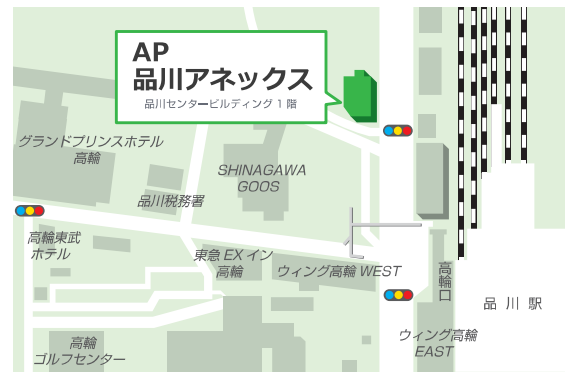 AP
品川アネックス
品川センタービルディング 1 階
グランドプリンスホテル
高輪
SHINAGAWA
GOOS
品川税務署
高輪東武
ホテル
東急 EX イン
高輪
ウィング高輪 WEST
高輪口
品川駅
ウィング高輪
EAST
高輪
ゴルフセンター